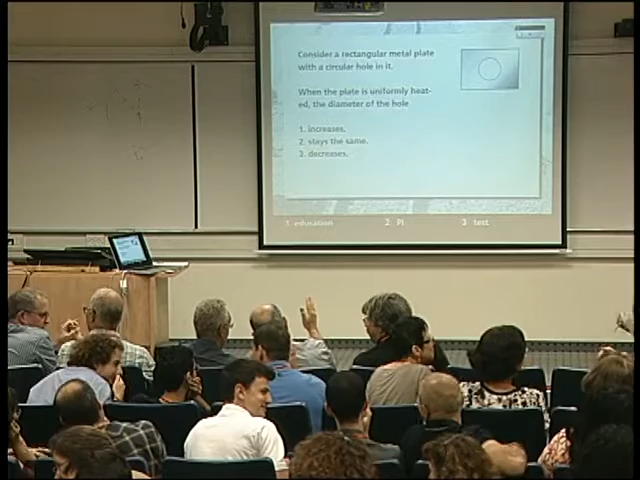 Consider a rectangular metal plate
with a circular hole in it.
When the plate is uniformly heat-
ed, the diameter of the hole
1. increases.
2. stays the same.
3. decreases.
1 education 2 PI 3 test